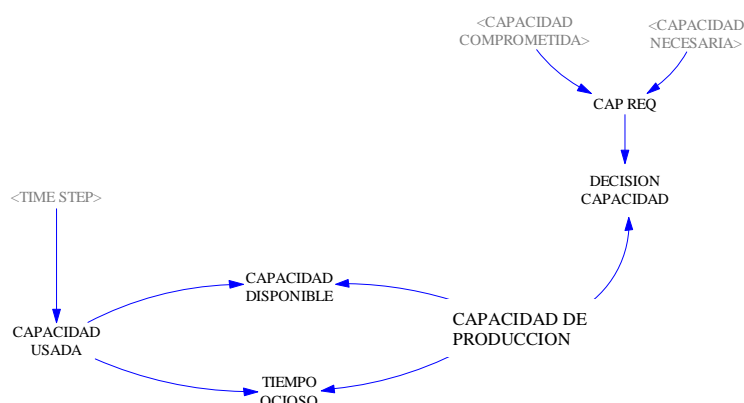 <CAPACIDAD
COMPROMETIDA>
<CAPACIDAD
NECESARIA>
CAP REQ
DECISION
CAPACIDAD
<TIME STEP>
CAPACIDAD
DISPONIBLE
CAPACIDAD DE
PRODUCCION
CAPACIDAD
USADA
TIEMPO
OCIOSO